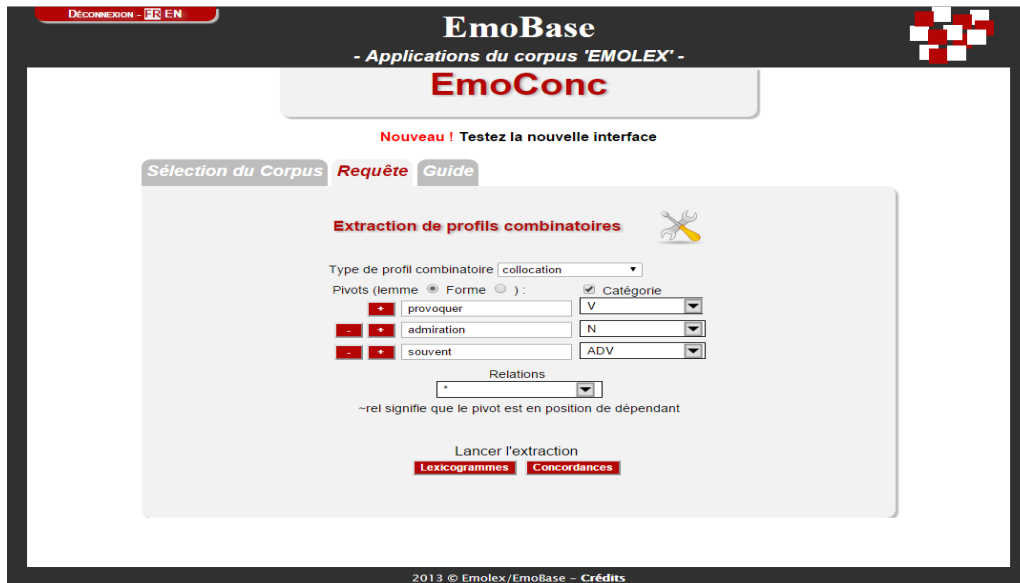 DÉCONNEXION - FR EN
EmoBase
- Applications du corpus 'EMOLEX' -
EmoConc
Nouveau ! Testez la nouvelle interface
Sélection du Corpus Requête Guide
Extraction de profils combinatoires
Type de profil combinatoire collocation
Pivots (lemme Forme ) : Catégorie
+ provoquer V
- + admiration N
- + souvent ADV
Relations
*
~rel signifie que le pivot est en position de dépendant
Lancer l'extraction
Lexicogrammes Concordances
2013 © Emolex/EmoBase – Crédits